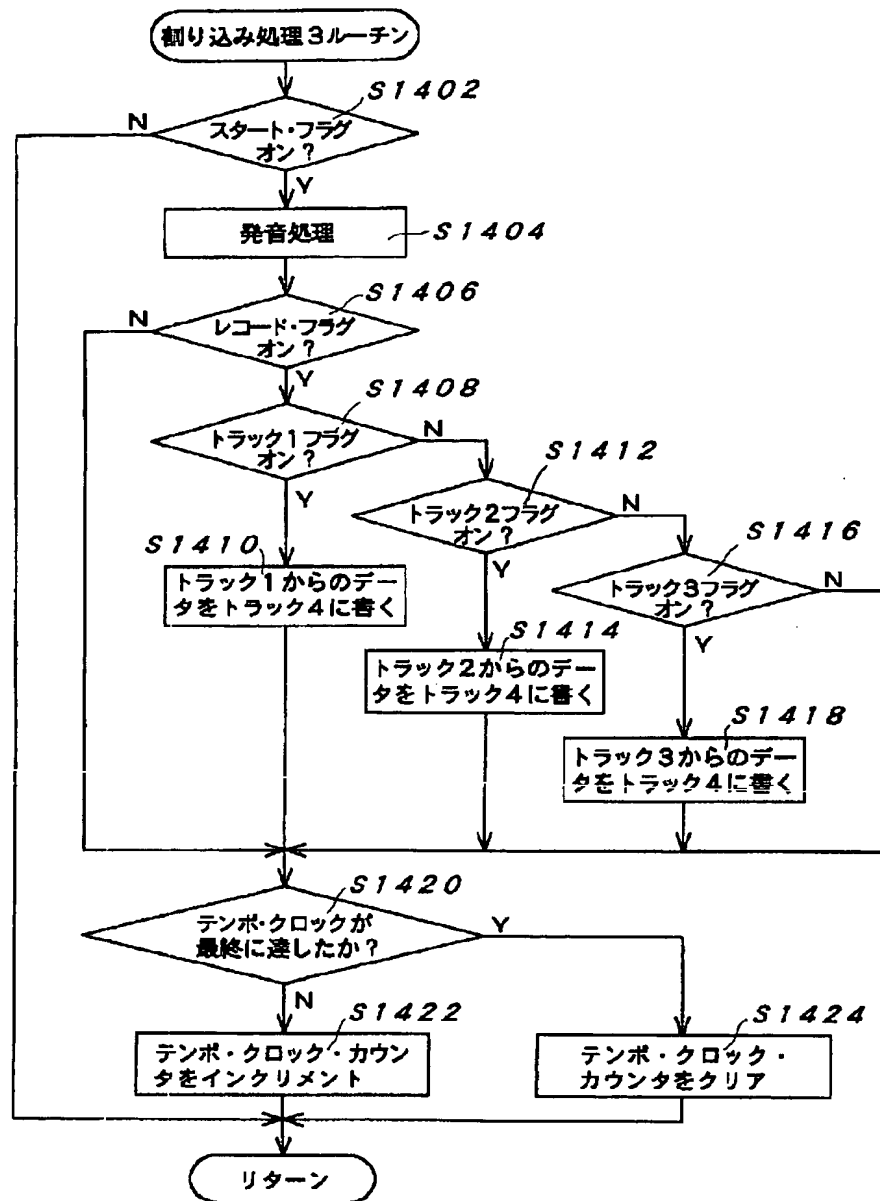 割り込み処理3ルーチン
S1402
N
スタート・フラグ
オン?
Y
発音処理
S1404
S1406
N
レコード・フラグ
オン?
Y
S1408
トラック1フラグ
オン?
N
Y
S1412
トラック2フラグ
オン?
N
Y
S1410
トラック1からのデー
タをトラック4に書く
S1416
トラック3フラグ
オン?
N
Y
S1414
トラック2からのデー
タをトラック4に書く
S1418
トラック3からのデー
タをトラック4に書く
S1420
テンポ・クロックが
最終に達したか?
Y
N
S1422
テンポ・クロック・カウン
タをインクリメント
S1424
テンポ・クロック・
カウンタをクリア
リターン